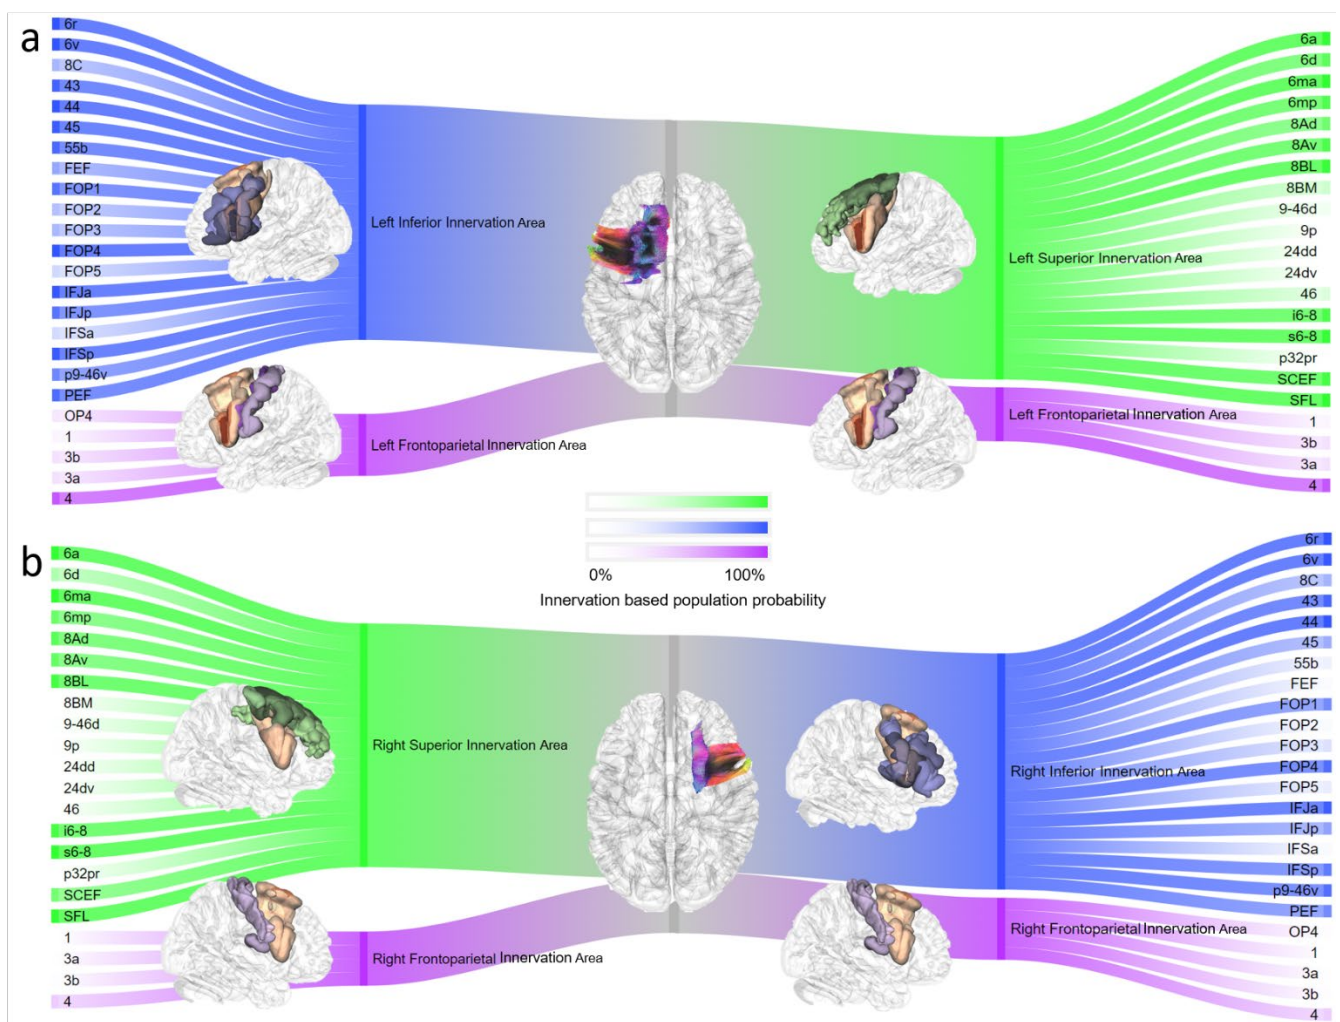 a
6r
6v
8C
43
44
45
55b
FEF
FOP1
FOP2
FOP3
FOP4
FOP5
IFJa
IFJp
IFSa
IFSp
p9-46v
PEF
OP4
1
3b
3a
4
Left Inferior Innervation Area
Left Frontoparietal Innervation Area
Left Superior Innervation Area
Left Frontoparietal Innervation Area
6a
6d
6ma
6mp
8Ad
8Av
8BL
8BM
9-46d
9p
24dd
24dv
46
i6-8
s6-8
p32pr
SCEF
SFL
1
3b
3a
4
0% 100%
Innervation based population probability
b
6a
6d
6ma
6mp
8Ad
8Av
8BL
8BM
9-46d
9p
24dd
24dv
46
i6-8
s6-8
p32pr
SCEF
SFL
1
3a
3b
4
Right Superior Innervation Area
Right Frontoparietal Innervation Area
Right Inferior Innervation Area
Right Frontoparietal Innervation Area
6r
6v
8C
43
44
45
55b
FEF
FOP1
FOP2
FOP3
FOP4
FOP5
IFJa
IFJp
IFSa
IFSp
p9-46v
PEF
OP4
1
3a
3b
4